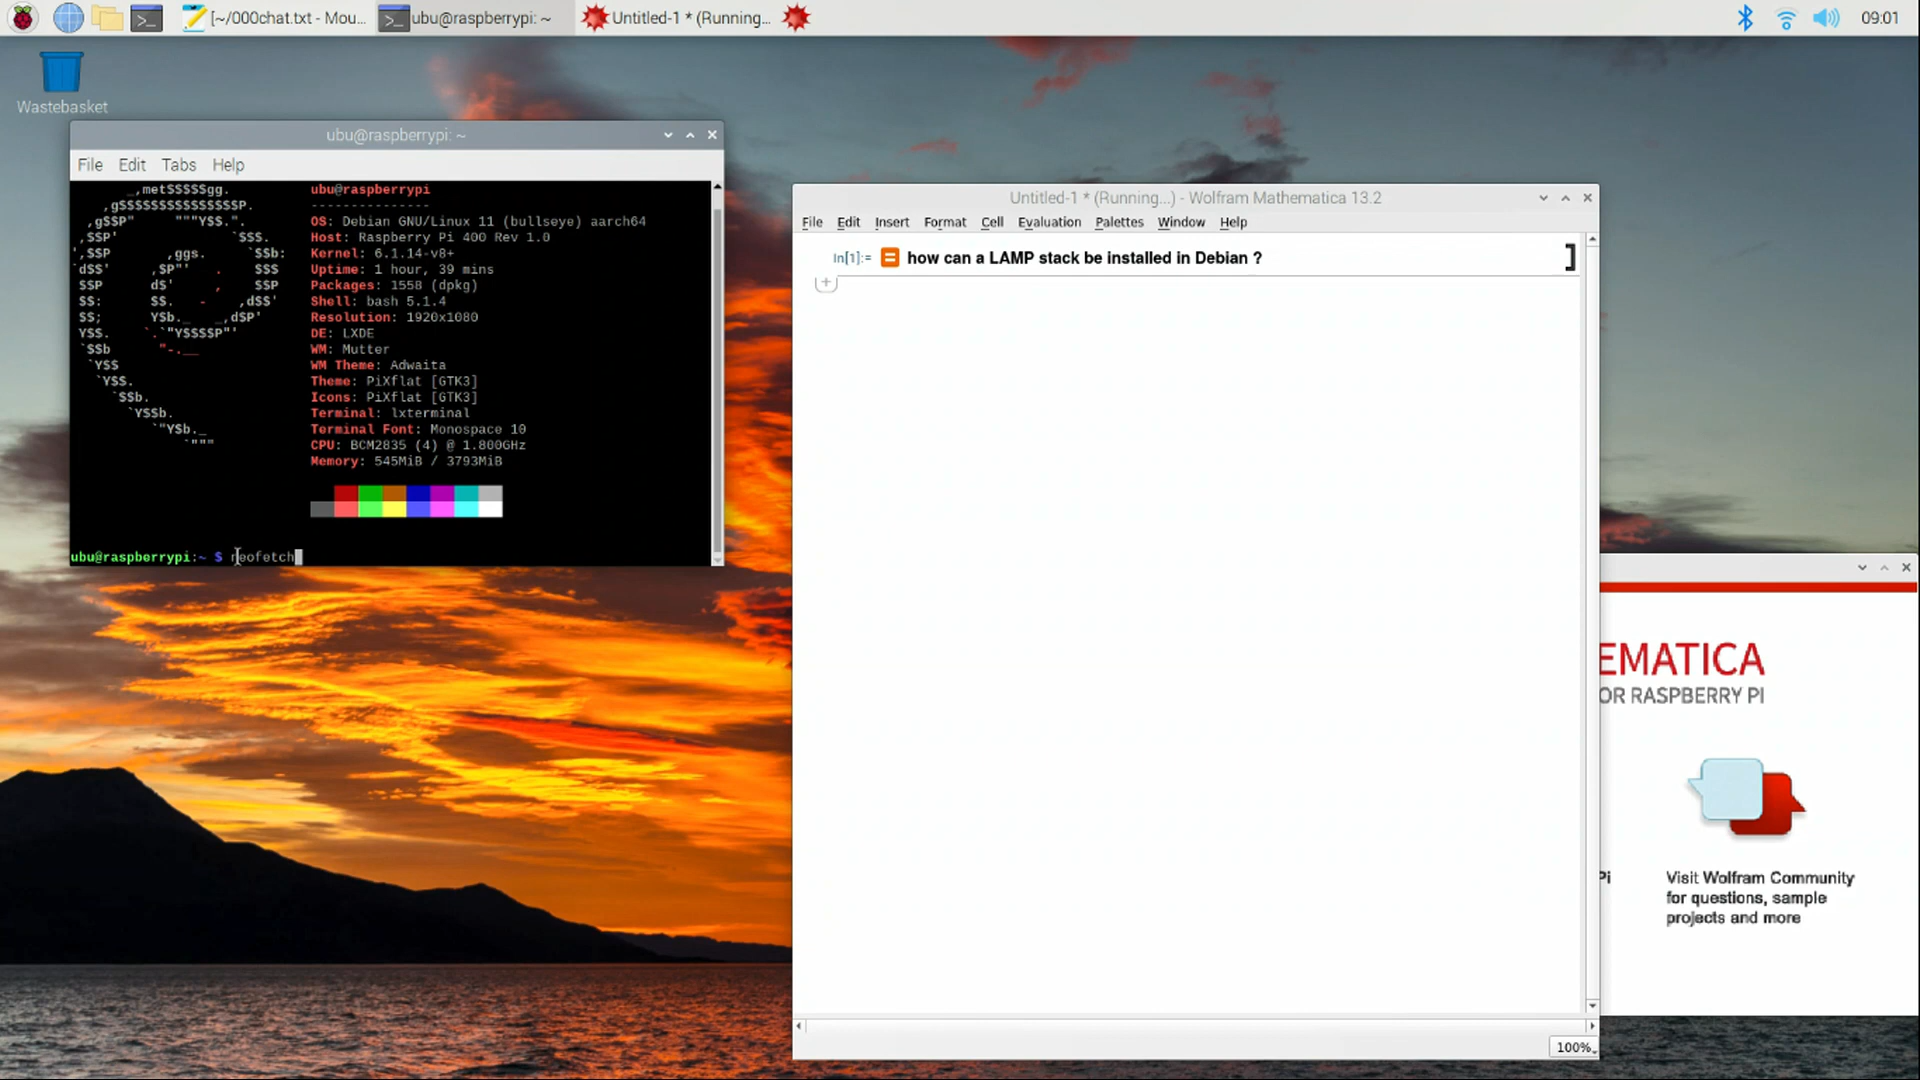 [~/000chat.txt - Mou...
ubu@raspberrypi: ~
Untitled-1 * (Running...
09:01
Wastebasket
ubu@raspberrypi: ~
File Edit Tabs Help
_,met$$$$$gg.
,g$$$$$$$$$$$$$$$P.
,g$$P"     """Y$$.".
,$$P'              `$$$.
',$$P       ,ggs.     `$$b:
`d$$'     ,$P"'   .    $$$
$$P      d$'     ,    $$P
$$:      $$.   -    ,d$$'
$$;      Y$b._   _,d$P'
Y$$.    `.`"Y$$$$P"'
`$$b      "-.__
`Y$$
`Y$$.
`$$b.
`Y$$b.
`"Y$b._
`"""
ubu@raspberrypi
---------------
OS: Debian GNU/Linux 11 (bullseye) aarch64
Host: Raspberry Pi 400 Rev 1.0
Kernel: 6.1.14-v8+
Uptime: 1 hour, 39 mins
Packages: 1558 (dpkg)
Shell: bash 5.1.4
Resolution: 1920x1080
DE: LXDE
WM: Mutter
WM Theme: Adwaita
Theme: PiXflat [GTK3]
Icons: PiXflat [GTK3]
Terminal: lxterminal
Terminal Font: Monospace 10
CPU: BCM2835 (4) @ 1.800GHz
Memory: 545MiB / 3793MiB
ubu@raspberrypi:~ $ neofetch
Untitled-1 * (Running...) - Wolfram Mathematica 13.2
File Edit Insert Format Cell Evaluation Palettes Window Help
In[1]:= how can a LAMP stack be installed in Debian ?
100%
EMATICA
OR RASPBERRY PI
Pi
Visit Wolfram Community
for questions, sample
projects and more